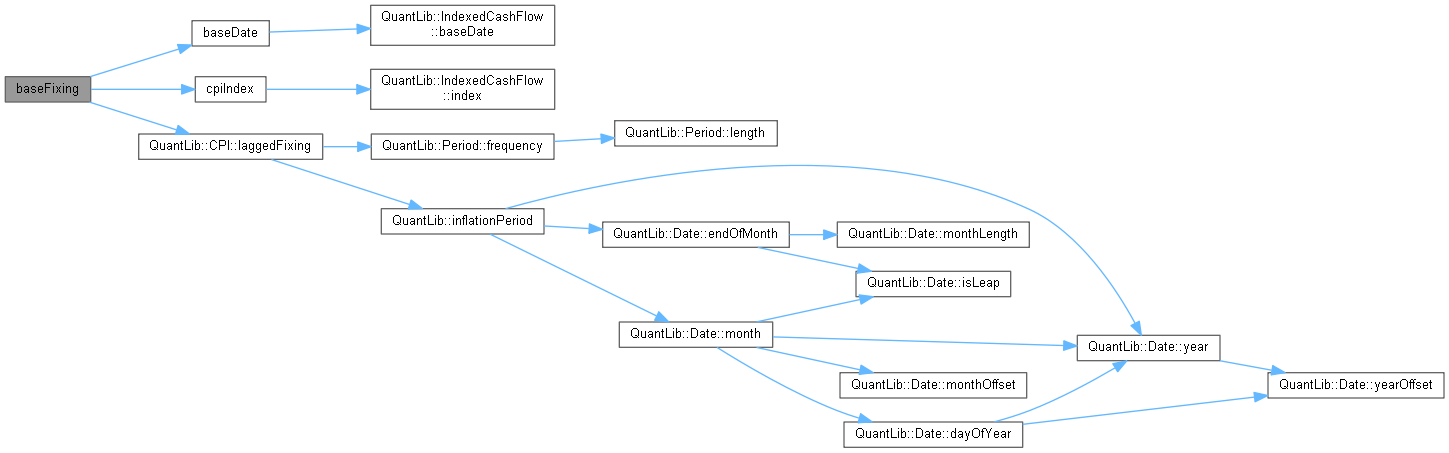 QuantLib::IndexedCashFlow
::baseDate
baseDate
baseFixing
cpiIndex
QuantLib::IndexedCashFlow
::index
QuantLib::CPI::laggedFixing
QuantLib::Period::frequency
QuantLib::Period::length
QuantLib::inflationPeriod
QuantLib::Date::endOfMonth
QuantLib::Date::monthLength
QuantLib::Date::isLeap
QuantLib::Date::month
QuantLib::Date::year
QuantLib::Date::monthOffset
QuantLib::Date::yearOffset
QuantLib::Date::dayOfYear